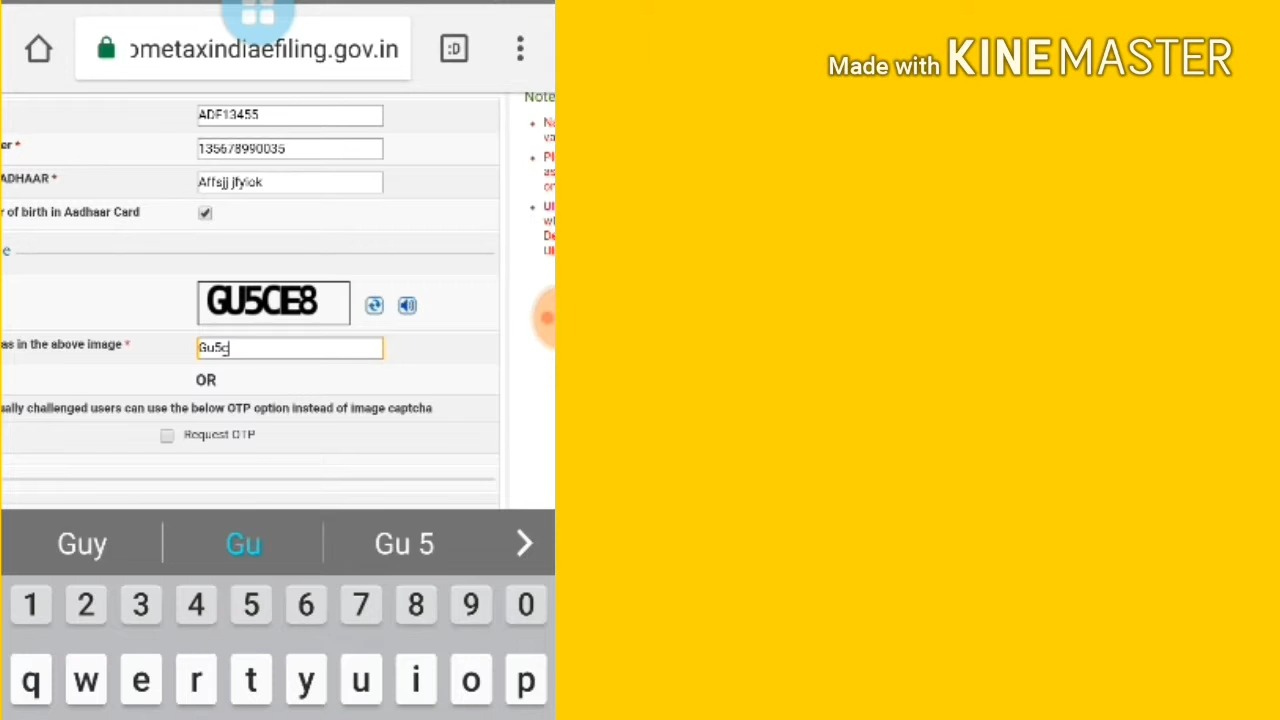 Made with KINEMASTER
:D
ometaxindiaefiling.gov.in
Note
ADF13455
er *
135678990035
ADHAAR *
Affsjj jfyiok
r of birth in Aadhaar Card
e
GU5CE8
as in the above image *
Gu5c
OR
ually challenged users can use the below OTP option instead of image captcha
Request OTP
Guy Gu Gu 5
1 2 3 4 5 6 7 8 9 0
q w e r t y u i o p